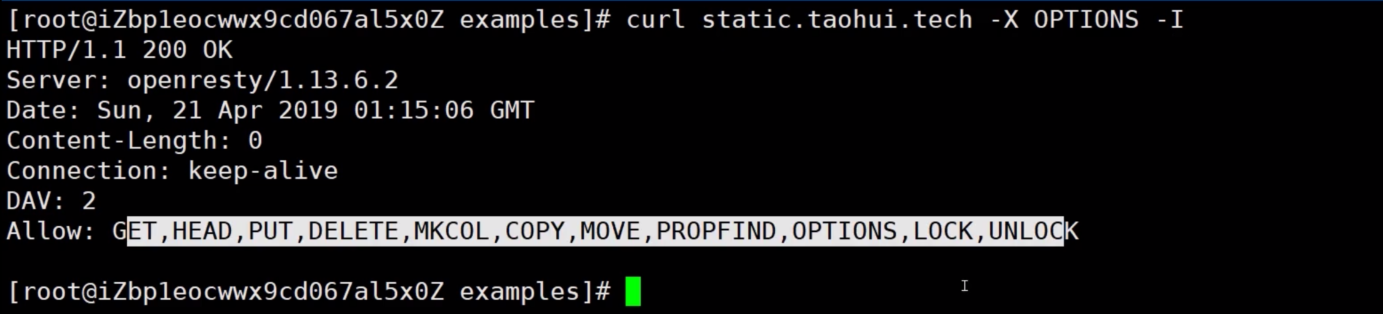 [root@iZbp1eocwwx9cd067al5x0Z examples]# curl static.taohui.tech -X OPTIONS -I
HTTP/1.1 200 OK
Server: openresty/1.13.6.2
Date: Sun, 21 Apr 2019 01:15:06 GMT
Content-Length: 0
Connection: keep-alive
DAV: 2
Allow: GET,HEAD,PUT,DELETE,MKCOL,COPY,MOVE,PROPFIND,OPTIONS,LOCK,UNLOCK
[root@iZbp1eocwwx9cd067al5x0Z examples]#